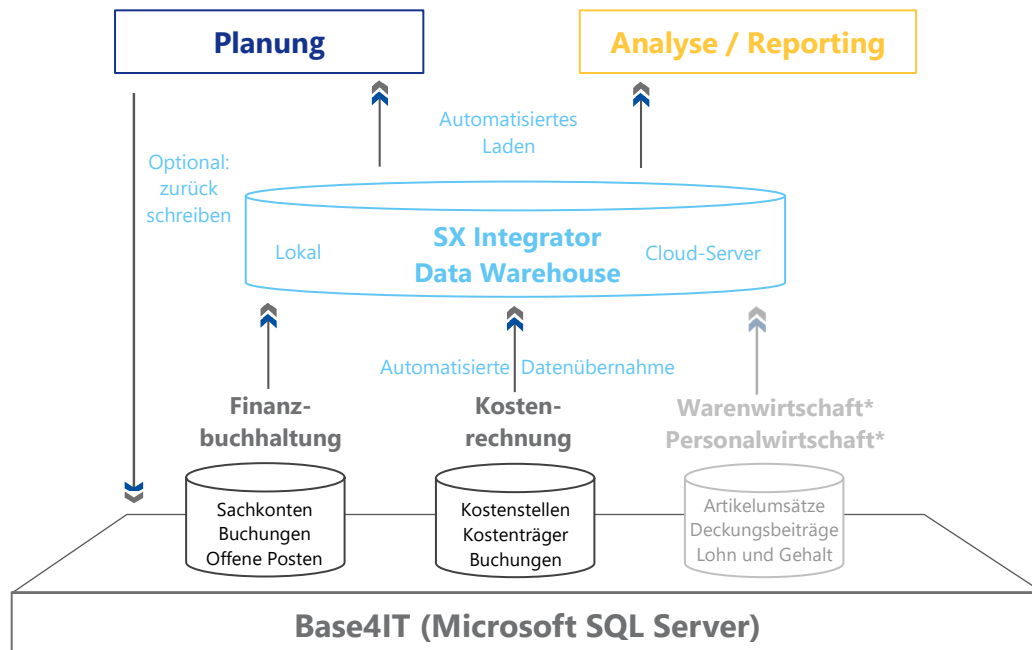 Planung
Analyse / Reporting
Automatisiertes
Laden
Optional:
zurück
schreiben
Lokal
SX Integrator
Data Warehouse
Cloud-Server
Automatisierte Datenübernahme
Finanz-
buchhaltung
Kosten-
rechnung
Warenwirtschaft*
Personalwirtschaft*
Sachkonten
Buchungen
Offene Posten
Kostenstellen
Kostenträger
Buchungen
Artikelumsätze
Deckungsbeiträge
Lohn und Gehalt
Base4IT (Microsoft SQL Server)